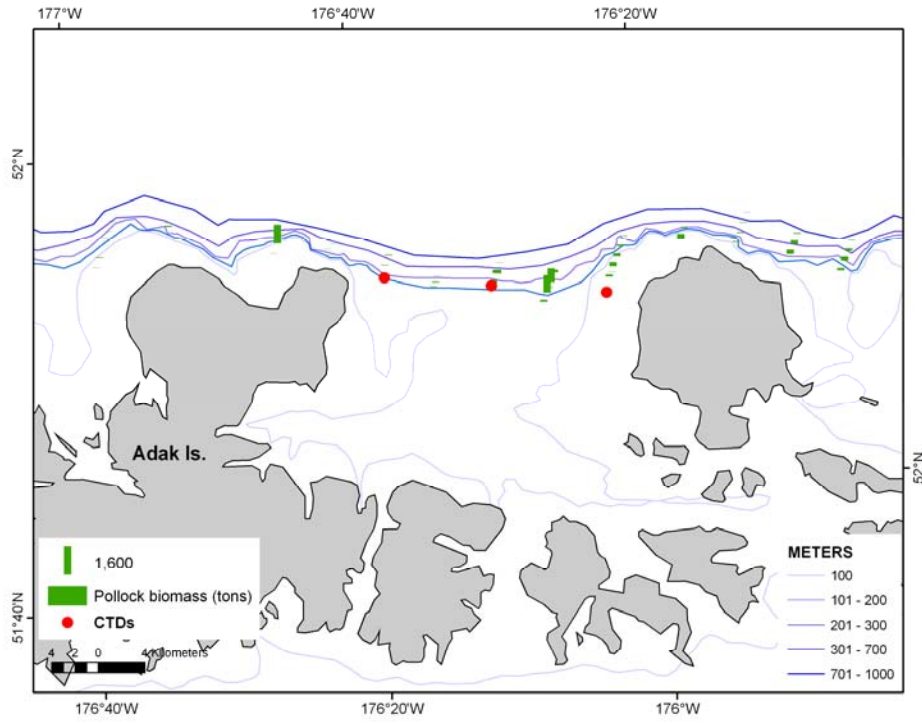 177°W 176°40'W 176°20'W
52°N
Adak Is.
52°N
1,600
Pollock biomass (tons)
CTDs
4 2 0 4 Kilometers
51°40'N
METERS
100
101 - 200
201 - 300
301 - 700
701 - 1000
176°40'W 176°20'W 176°W